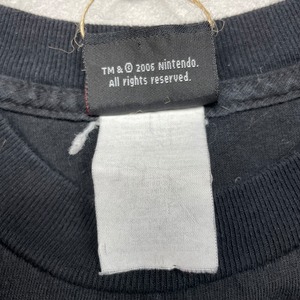 TM & © 2006 Nintendo.
All rights reserved.